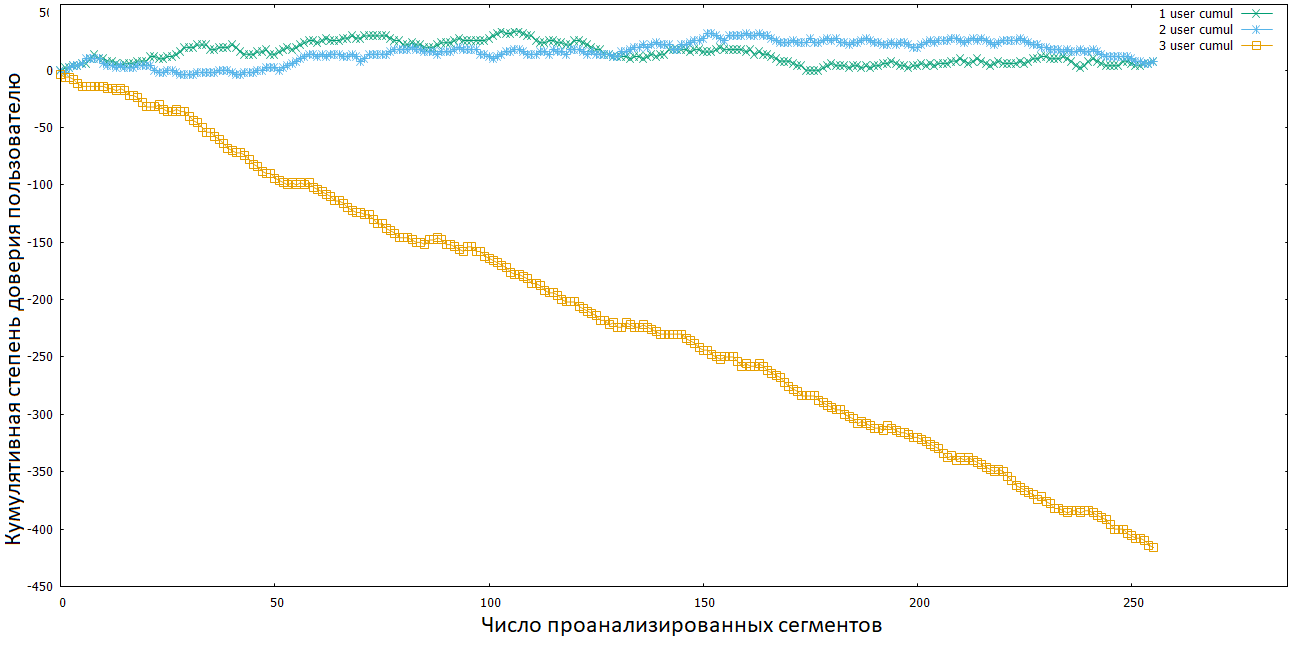 50
1 user cumul
2 user cumul
3 user cumul
0
-50
-100
-150
-200
-250
-300
-350
-400
-450
Кумулятивная степень доверия пользователю
0 50 100 150 200 250
Число проанализированных сегментов